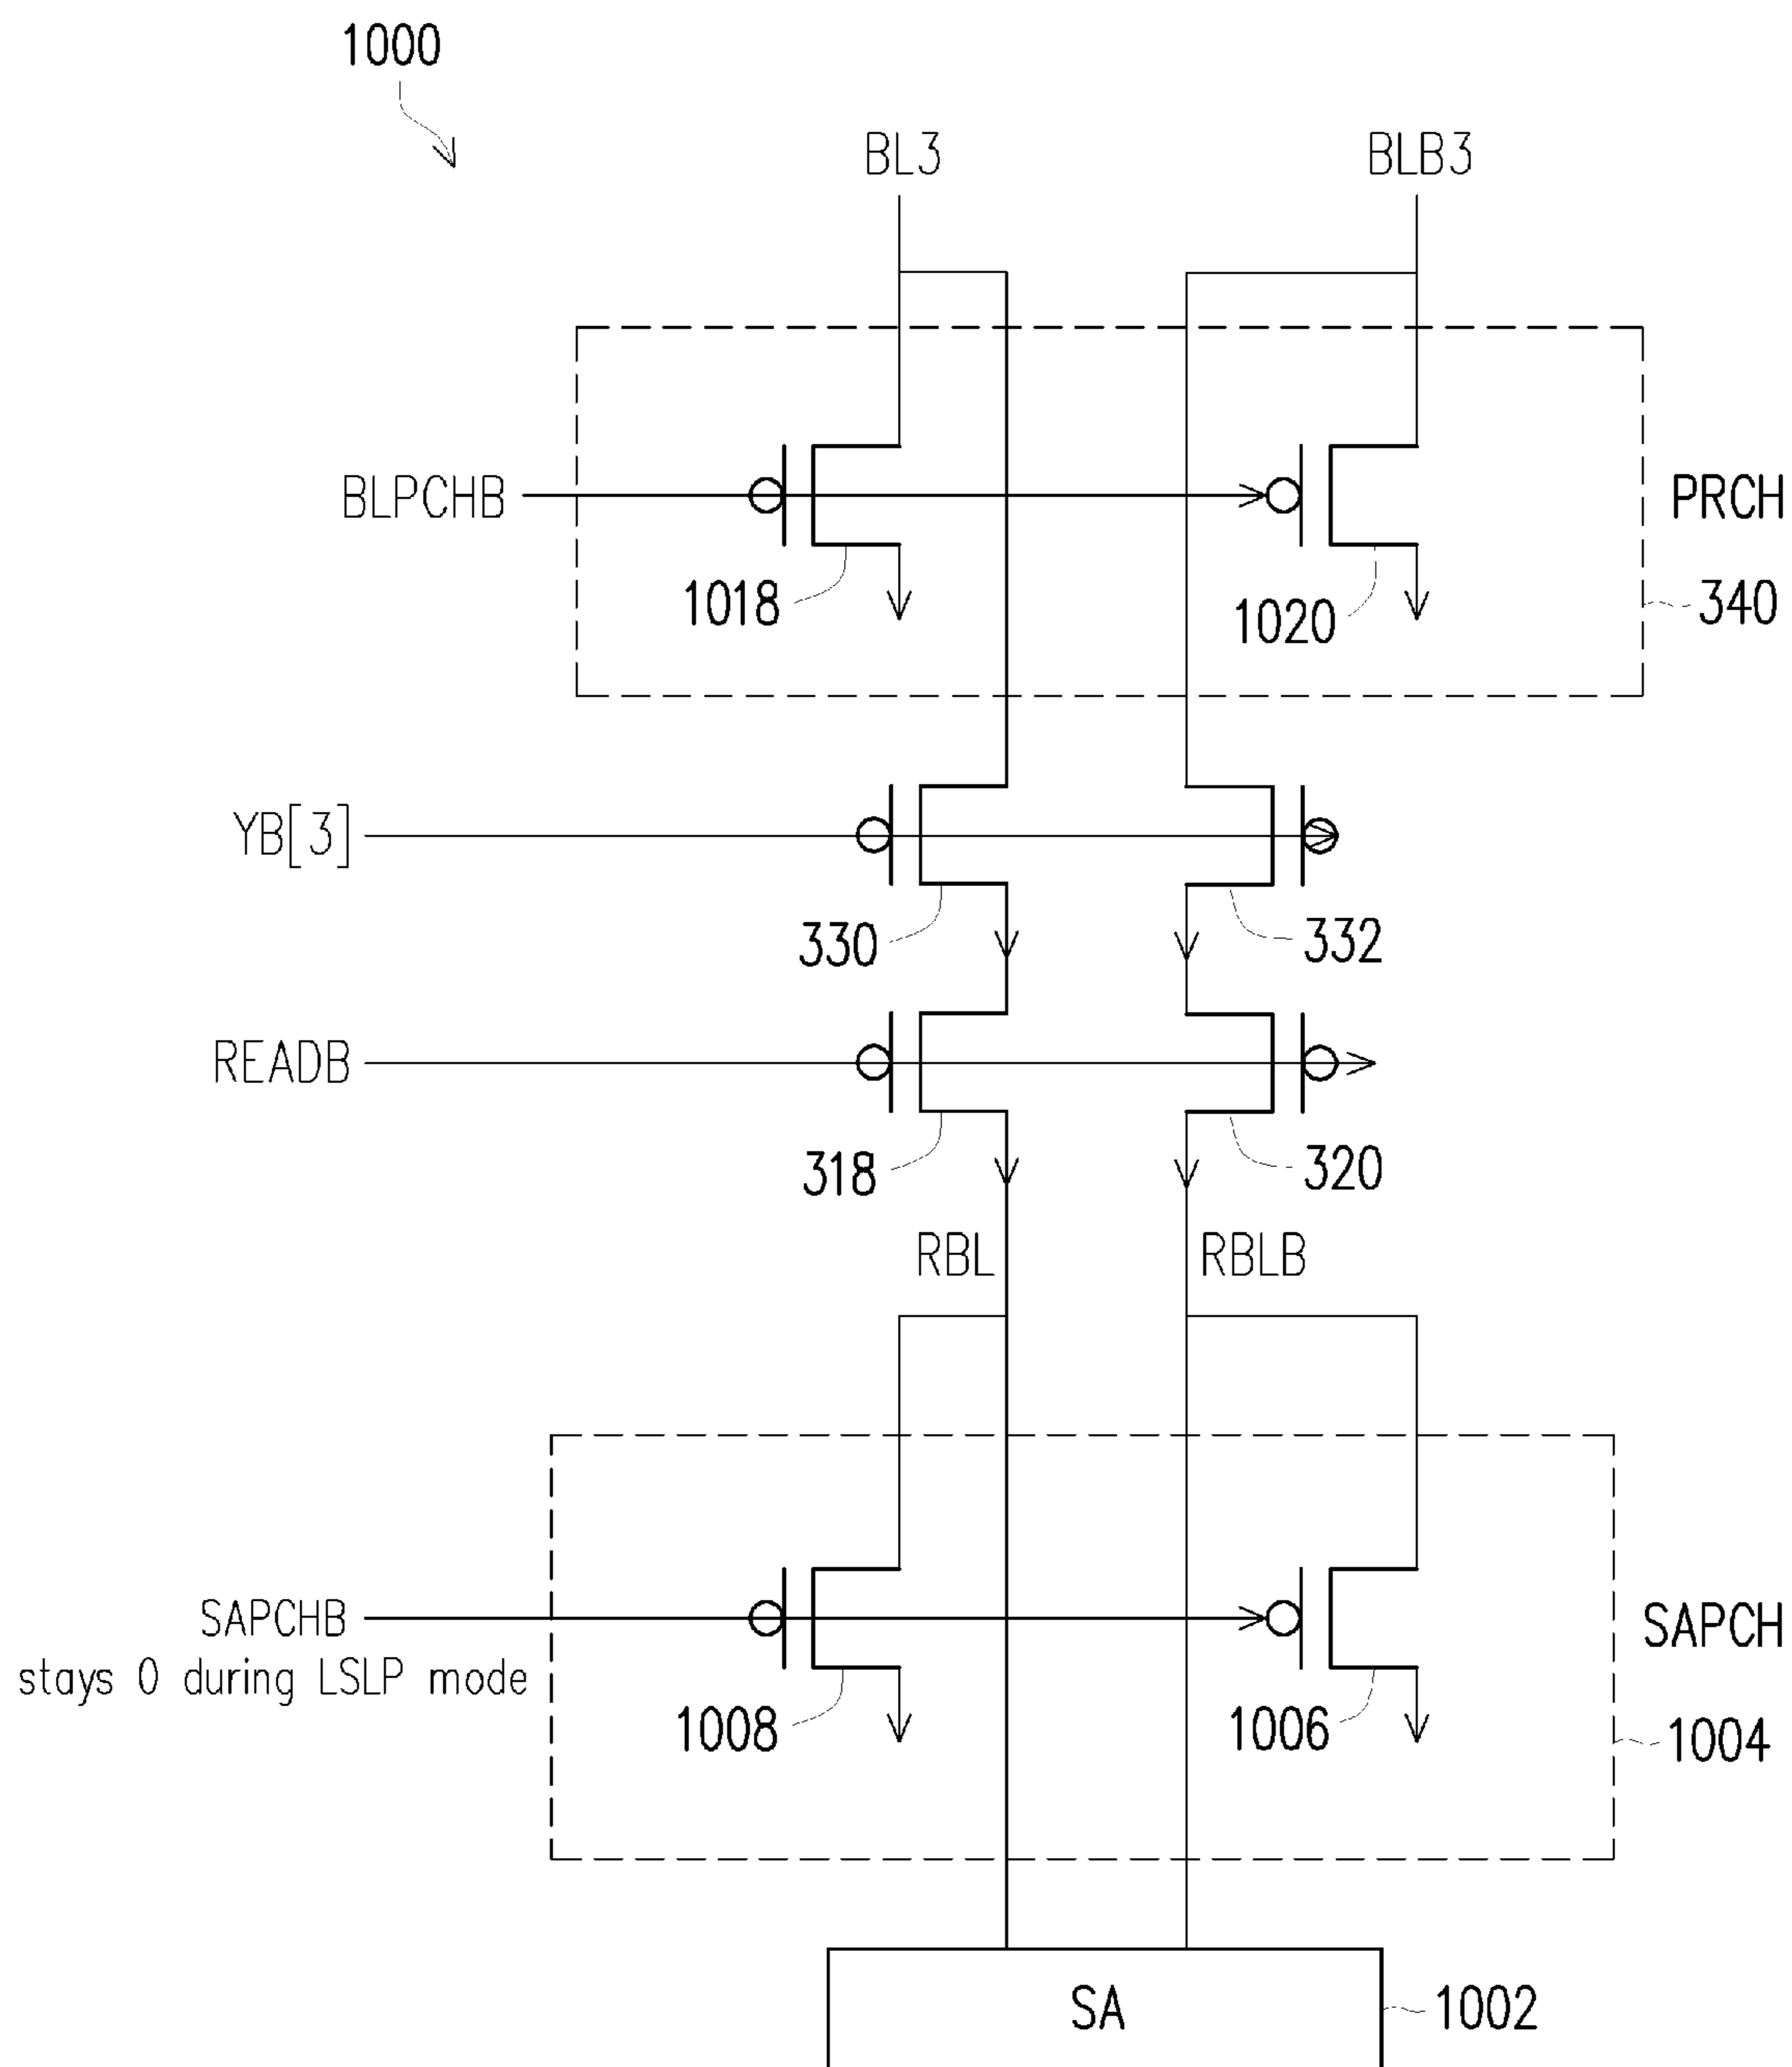 1000
BL3
BLB3
BLPCHB
PRCH
1018
1020
340
YB[3]
330
332
READB
318
320
RBL
RBLB
SAPCHB
stays 0 during LSLP mode
SAPCH
1008
1006
1004
SA
1002